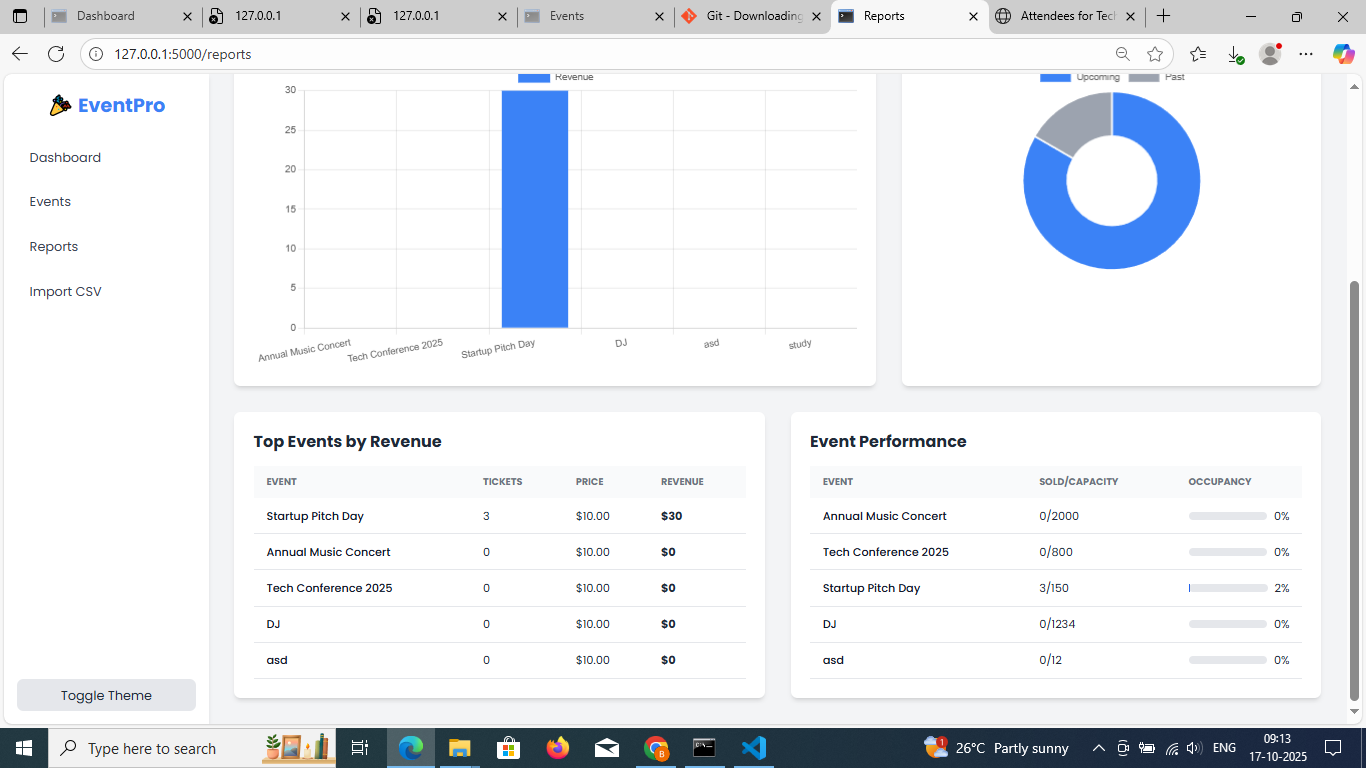 Dashboard
127.0.0.1
127.0.0.1
Events
Git - Downloading
Reports
Attendees for Tech
127.0.0.1:5000/reports
EventPro
Dashboard
Events
Reports
Import CSV
Toggle Theme
Revenue
30
25
20
15
10
5
0
Annual Music Concert
Tech Conference 2025
Startup Pitch Day
DJ
asd
study
Upcoming Past
Top Events by Revenue
EVENT TICKETS PRICE REVENUE
Startup Pitch Day 3 $10.00 $30
Annual Music Concert 0 $10.00 $0
Tech Conference 2025 0 $10.00 $0
DJ 0 $10.00 $0
asd 0 $10.00 $0
Event Performance
EVENT SOLD/CAPACITY OCCUPANCY
Annual Music Concert 0/2000 0%
Tech Conference 2025 0/800 0%
Startup Pitch Day 3/150 2%
DJ 0/1234 0%
asd 0/12 0%
Type here to search
B
1
26°C Partly sunny
ENG
09:13
17-10-2025